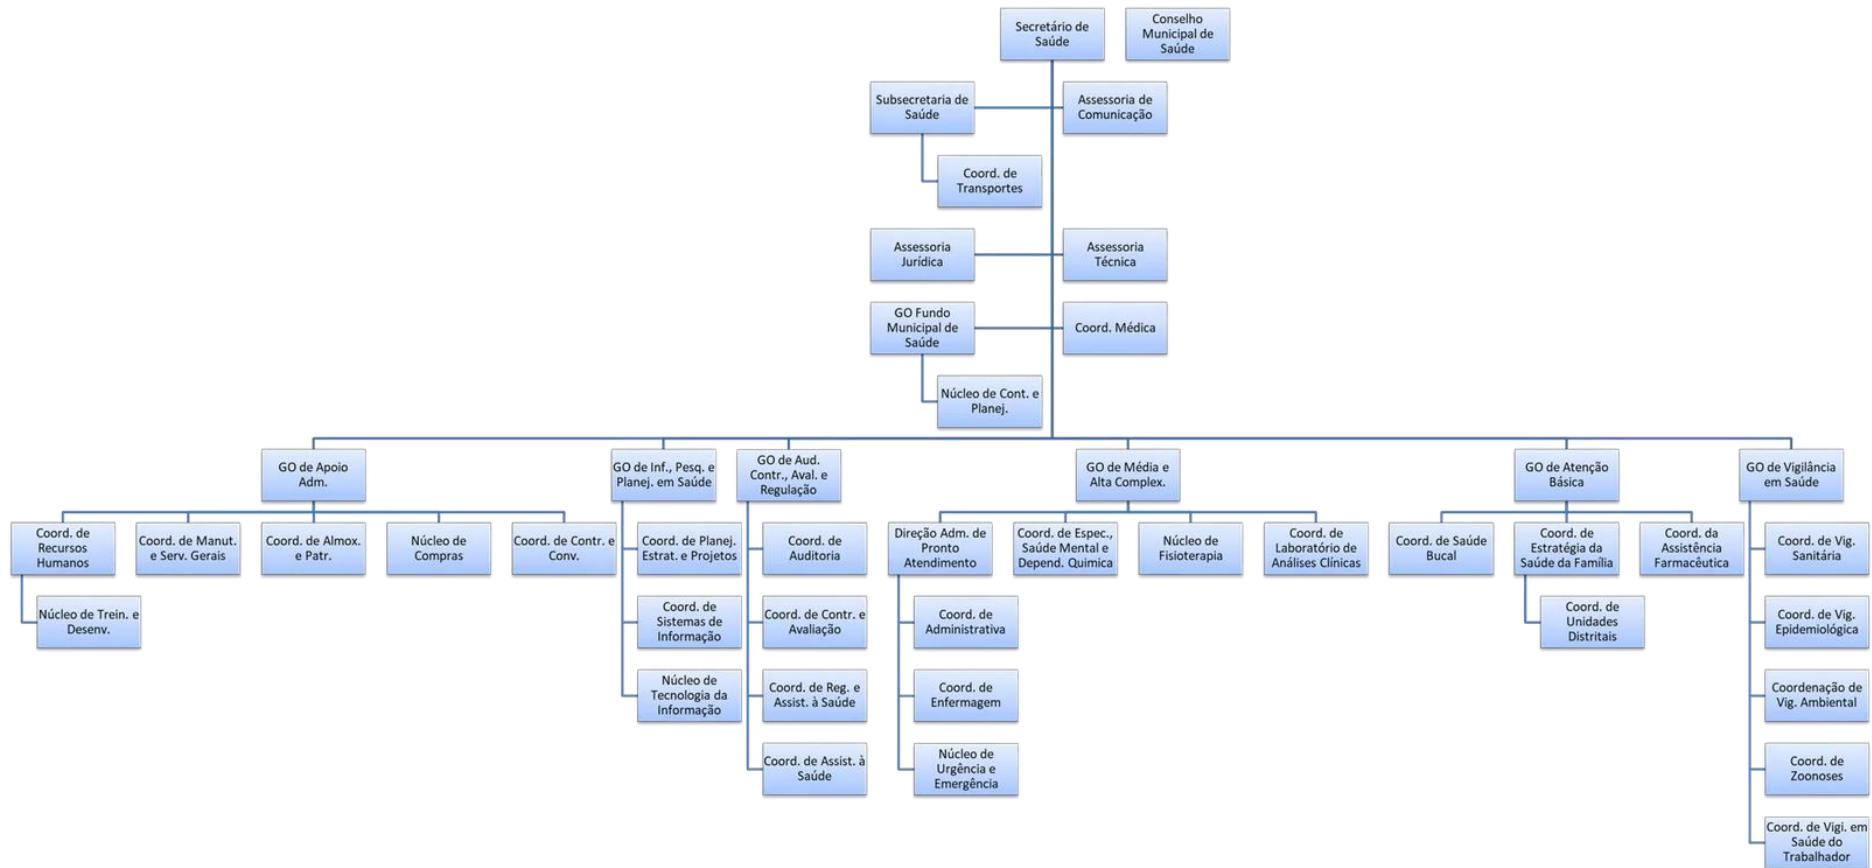 Secretário de
Saúde
Conselho
Municipal de
Saúde
Subsecretaria de
Saúde
Assessoria de
Comunicação
Coord. de
Transportes
Assessoria
Jurídica
Assessoria
Técnica
GO Fundo
Municipal de
Saúde
Coord. Médica
Núcleo de Cont. e
Planej.
GO de Apoio
Adm.
GO de Inf., Pesq. e
Planej. em Saúde
GO de Aud.
Contr., Aval. e
Regulação
GO de Média e
Alta Complex.
GO de Atenção
Básica
GO de Vigilância
em Saúde
Coord. de
Recursos
Humanos
Coord. de Manut.
e Serv. Gerais
Coord. de Almox.
e Patr.
Núcleo de
Compras
Coord. de Contr. e
Conv.
Coord. de Planej.
Estrat. e Projetos
Coord. de
Auditoria
Direção Adm. de
Pronto
Atendimento
Coord. de Espec.,
Saúde Mental e
Depend. Quimica
Núcleo de
Fisioterapia
Coord. de
Laboratório de
Análises Clínicas
Coord. de Saúde
Bucal
Coord. de
Estratégia da
Saúde da Família
Coord. da
Assistência
Farmacêutica
Coord. de Vig.
Sanitária
Núcleo de Trein. e
Desenv.
Coord. de
Sistemas de
Informação
Coord. de Contr. e
Avaliação
Coord. de
Administrativa
Coord. de
Unidades
Distritais
Coord. de Vig.
Epidemiológica
Núcleo de
Tecnologia da
Informação
Coord. de Reg. e
Assist. à Saúde
Coord. de
Enfermagem
Coordenação de
Vig. Ambiental
Coord. de Assist. à
Saúde
Núcleo de
Urgência e
Emergência
Coord. de
Zoonoses
Coord. de Vigi. em
Saúde do
Trabalhador